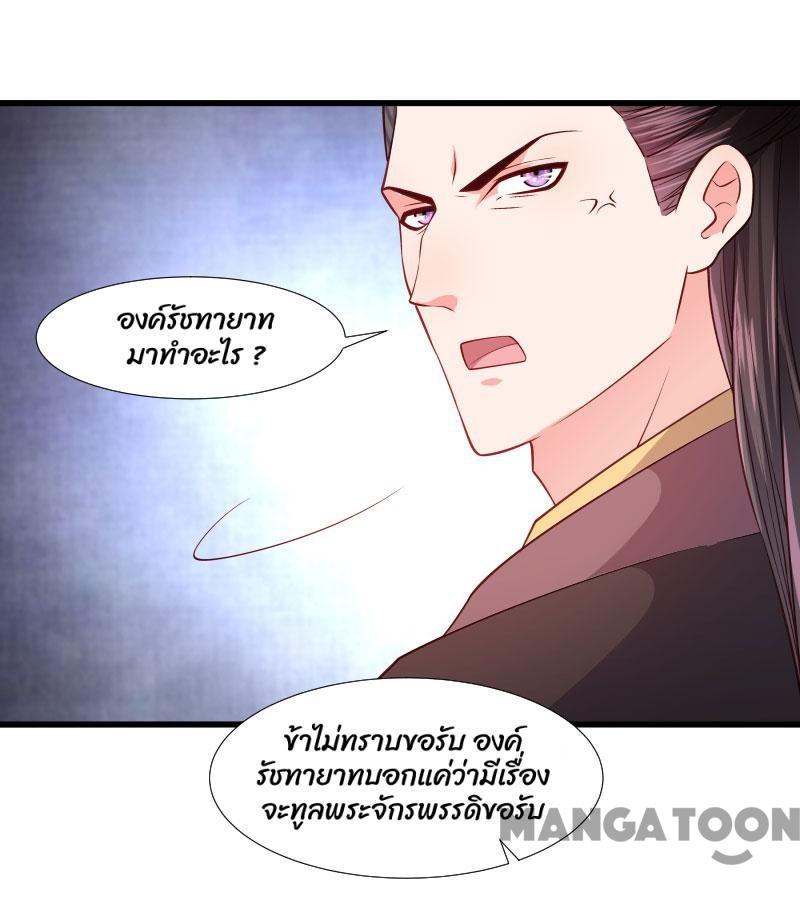 องค์รัชทายาท
มาทำอะไร ?
ข้าไม่ทราบขอรับ องค์
รัชทายาทบอกแค่ว่ามีเรื่อง
จะทูลพระจักรพรรดิขอรับ
MANGATOON